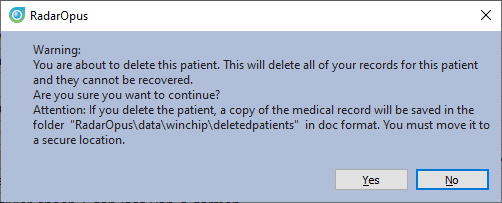 RadarOpus
Warning:
You are about to delete this patient. This will delete all of your records for this patient
and they cannot be recovered.
Are you sure you want to continue?
Attention: If you delete the patient, a copy of the medical record will be saved in the
folder "RadarOpus\data\winchip\deletedpatients" in doc format. You must move it to
a secure location.
Yes No